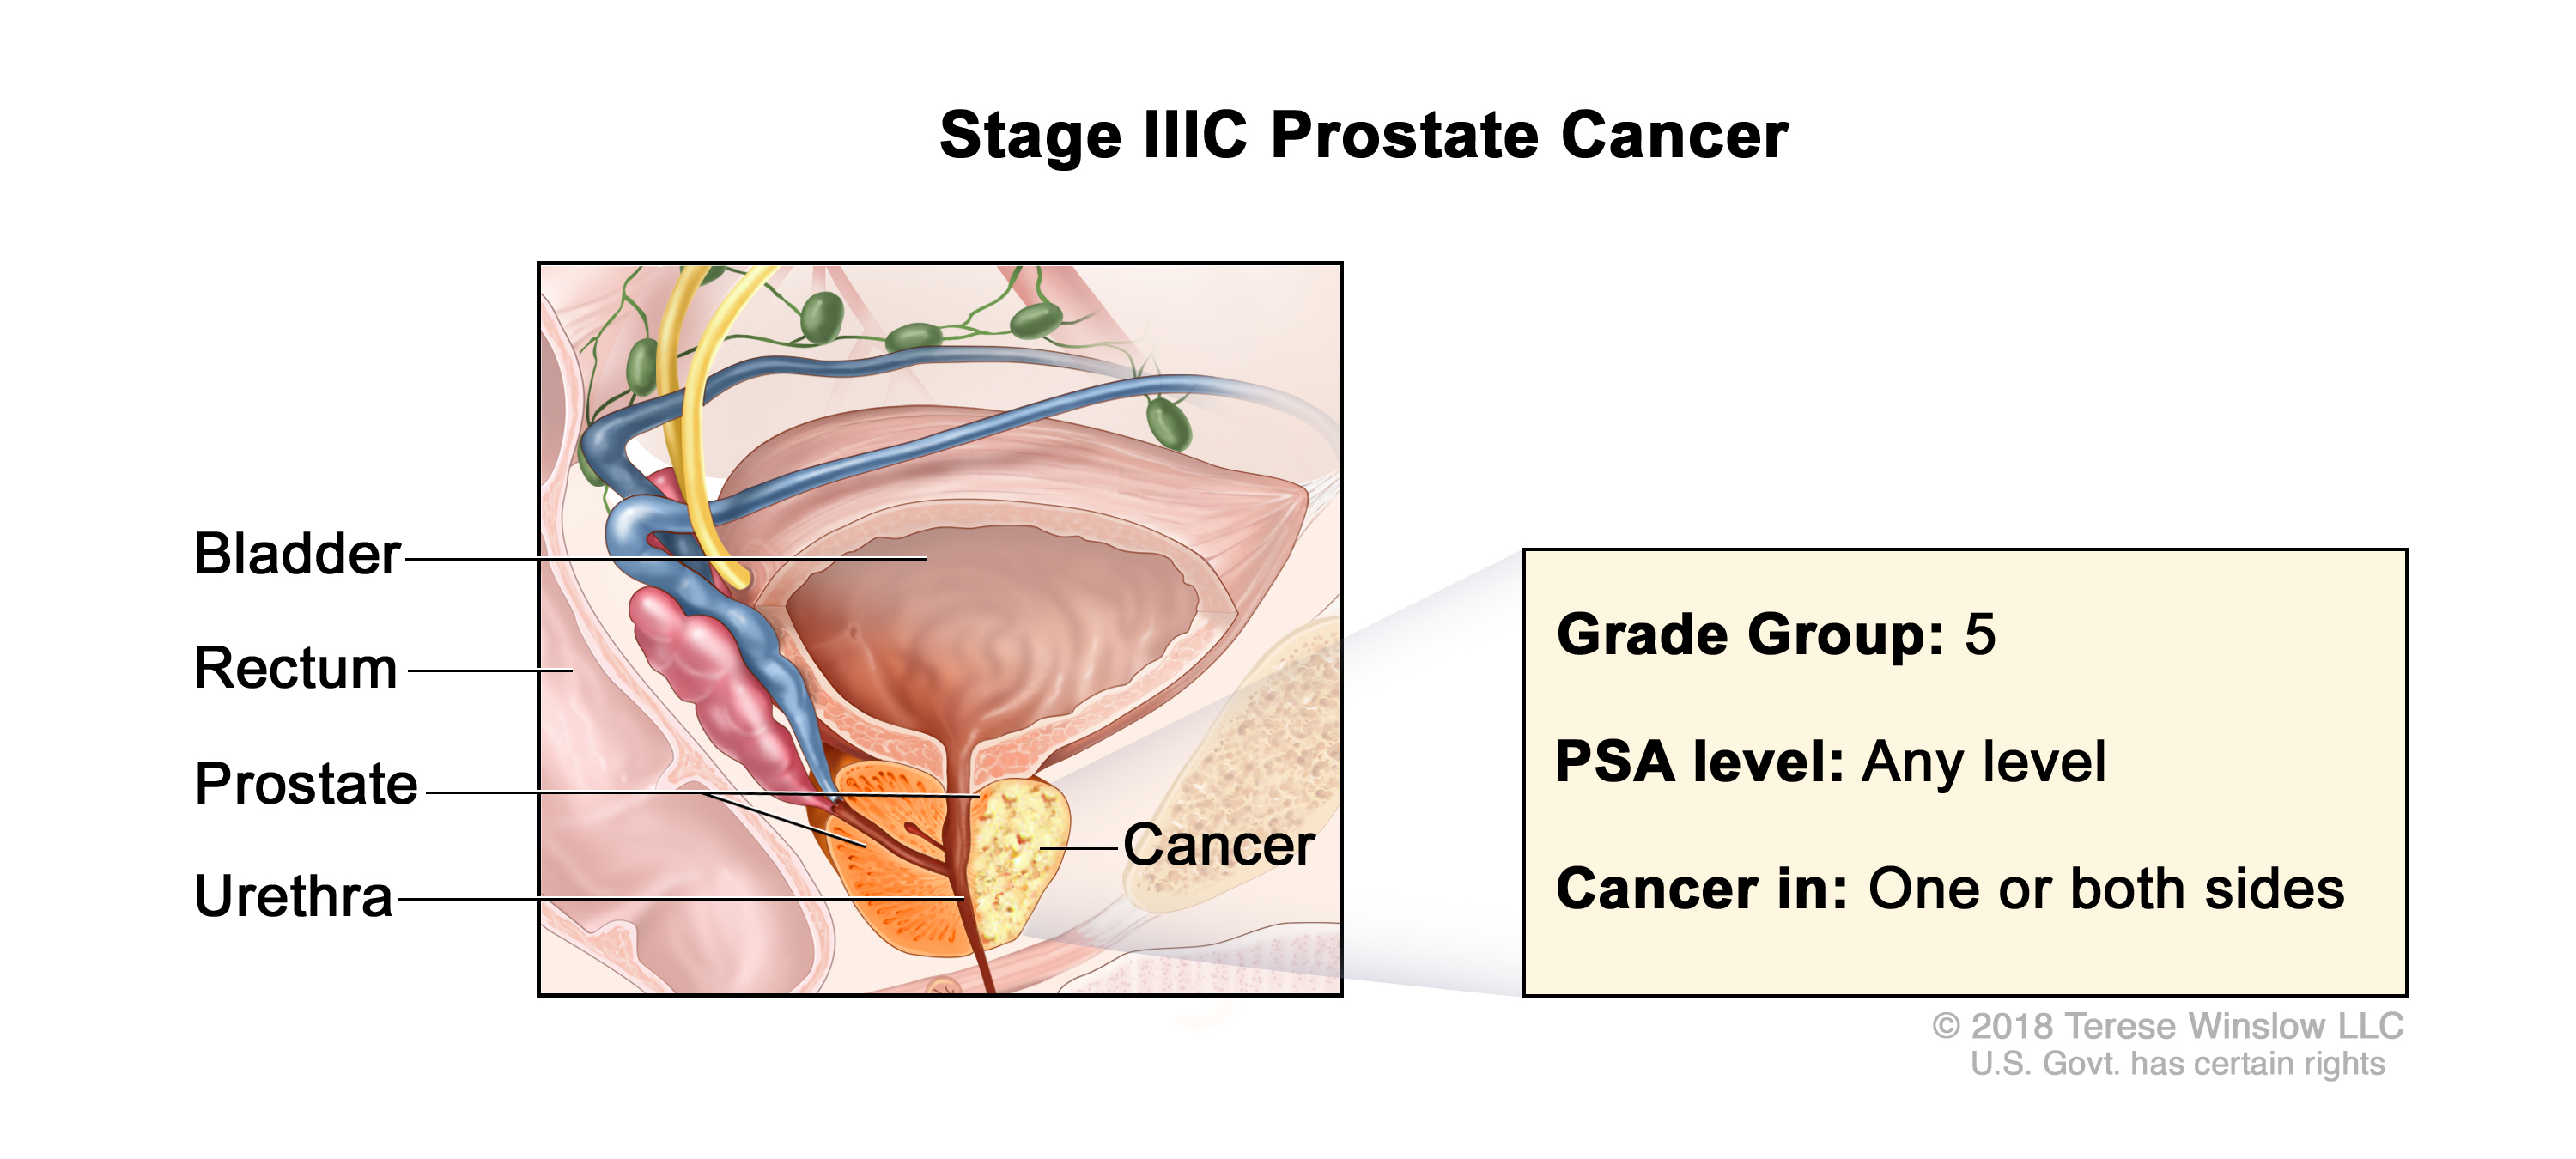 Stage IIIC Prostate Cancer
Bladder
Rectum
Prostate
Urethra
Cancer
Grade Group: 5
PSA level: Any level
Cancer in: One or both sides
© 2018 Terese Winslow LLC
U.S. Govt. has certain rights